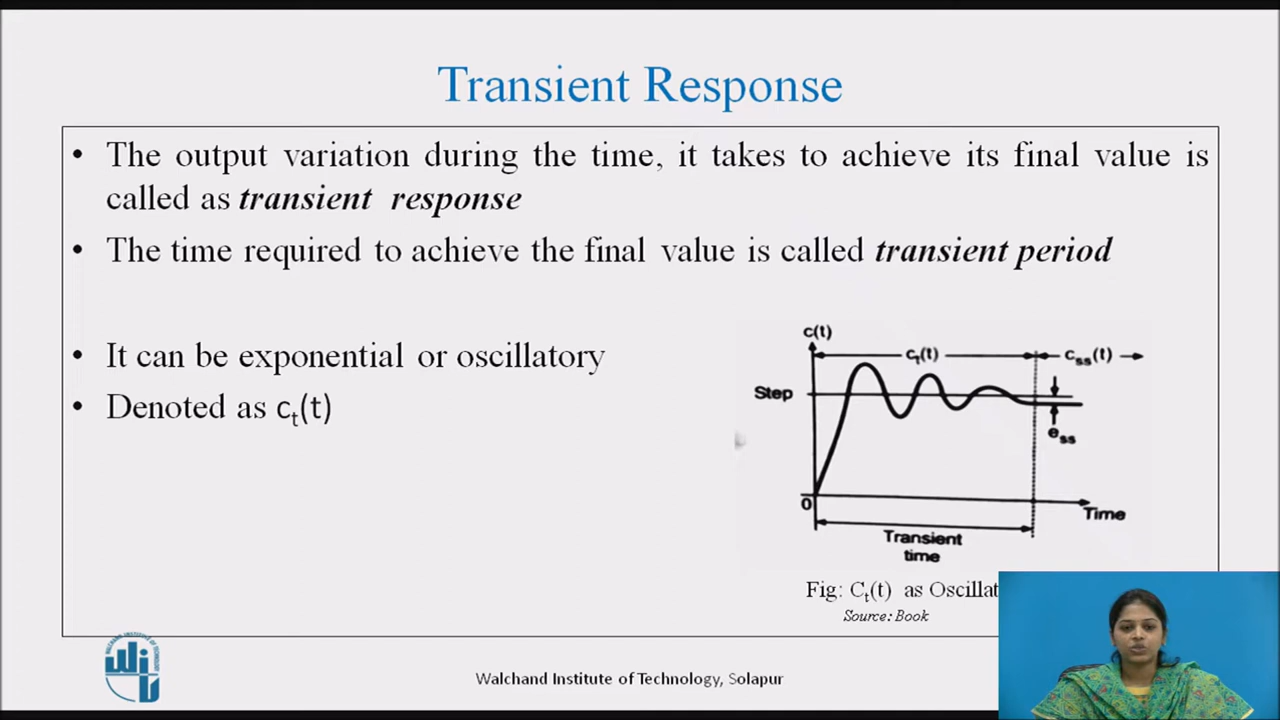 Transient Response
• The output variation during the time, it takes to achieve its final value is
called as transient response
• The time required to achieve the final value is called transient period
• It can be exponential or oscillatory
• Denoted as cₜ(t)
c(t)
cₜ(t)
cₛₛ(t)
Step
eₛₛ
0
Time
Transient
time
Fig: Cₜ(t) as Oscillat
Source: Book
Walchand Institute of Technology, Solapur